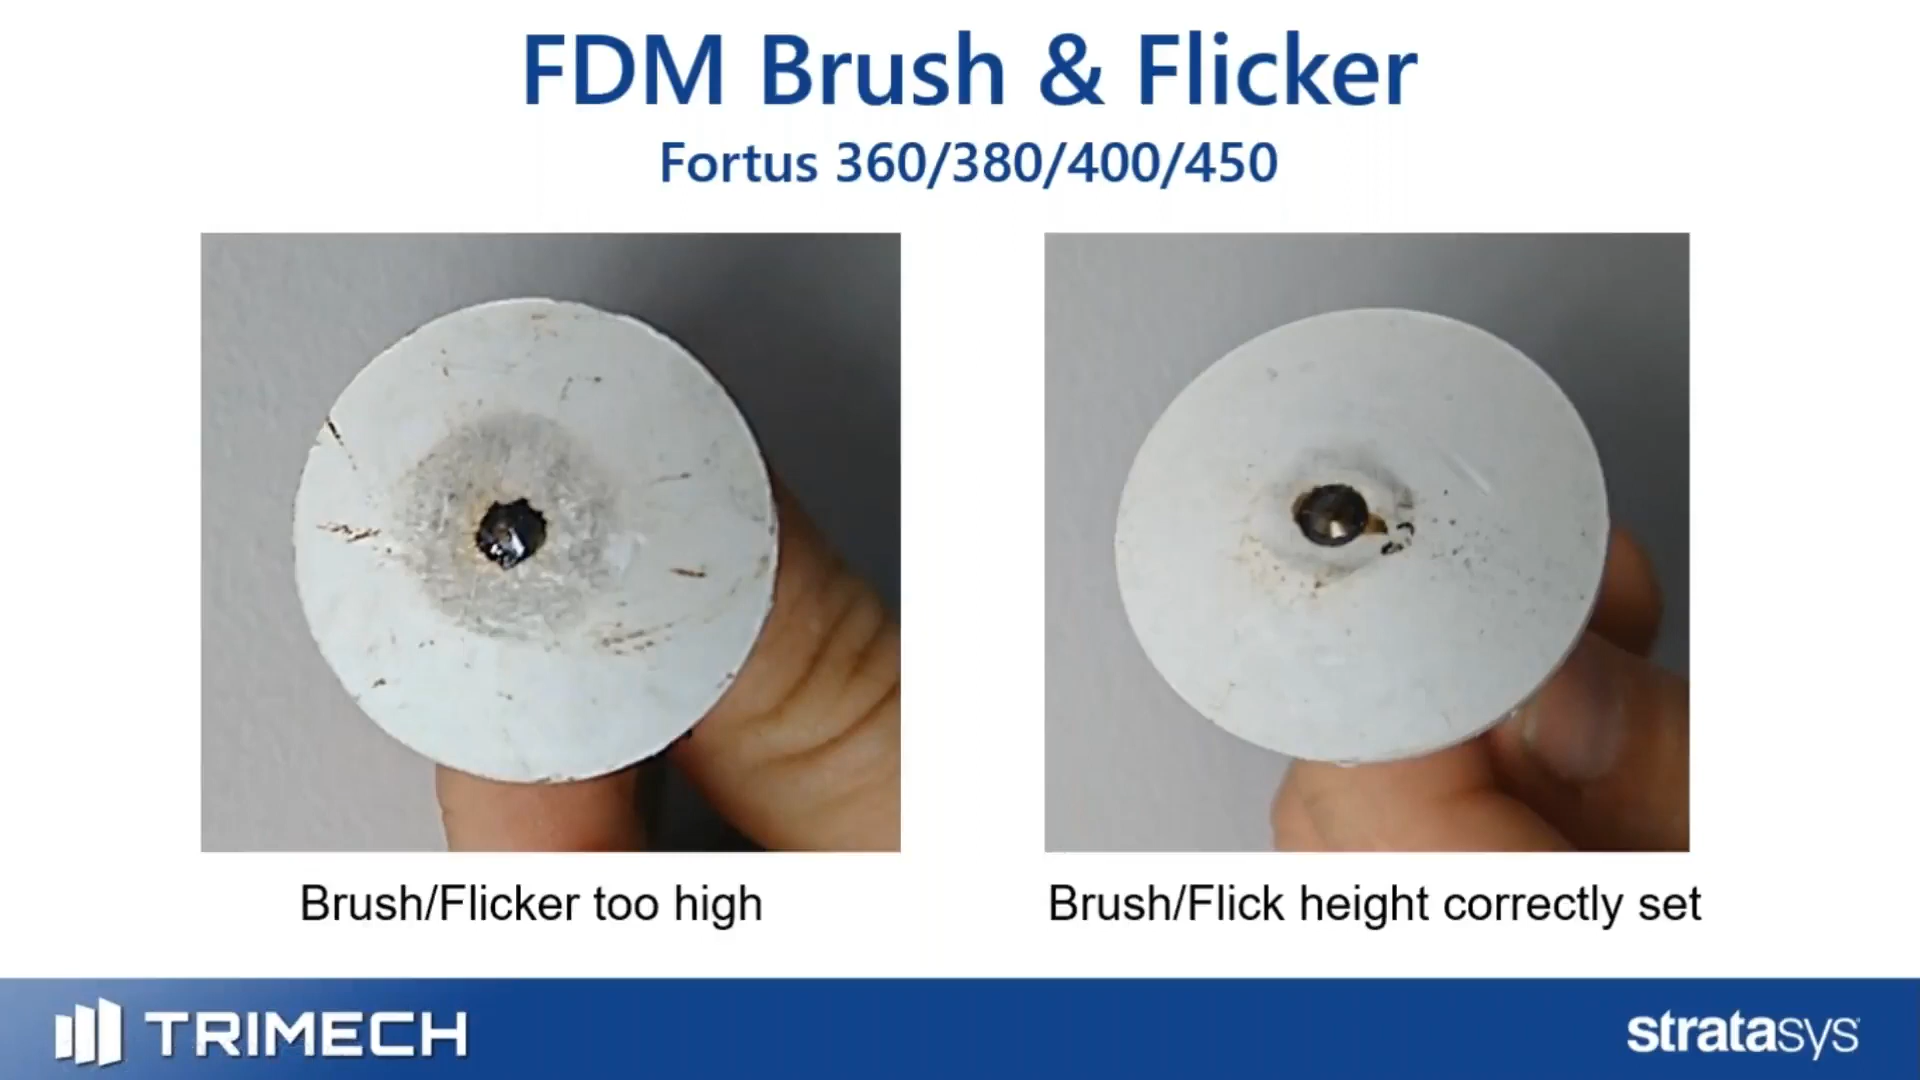 FDM Brush & Flicker
Fortus 360/380/400/450
Brush/Flicker too high
Brush/Flick height correctly set
TRIMECH
stratasys